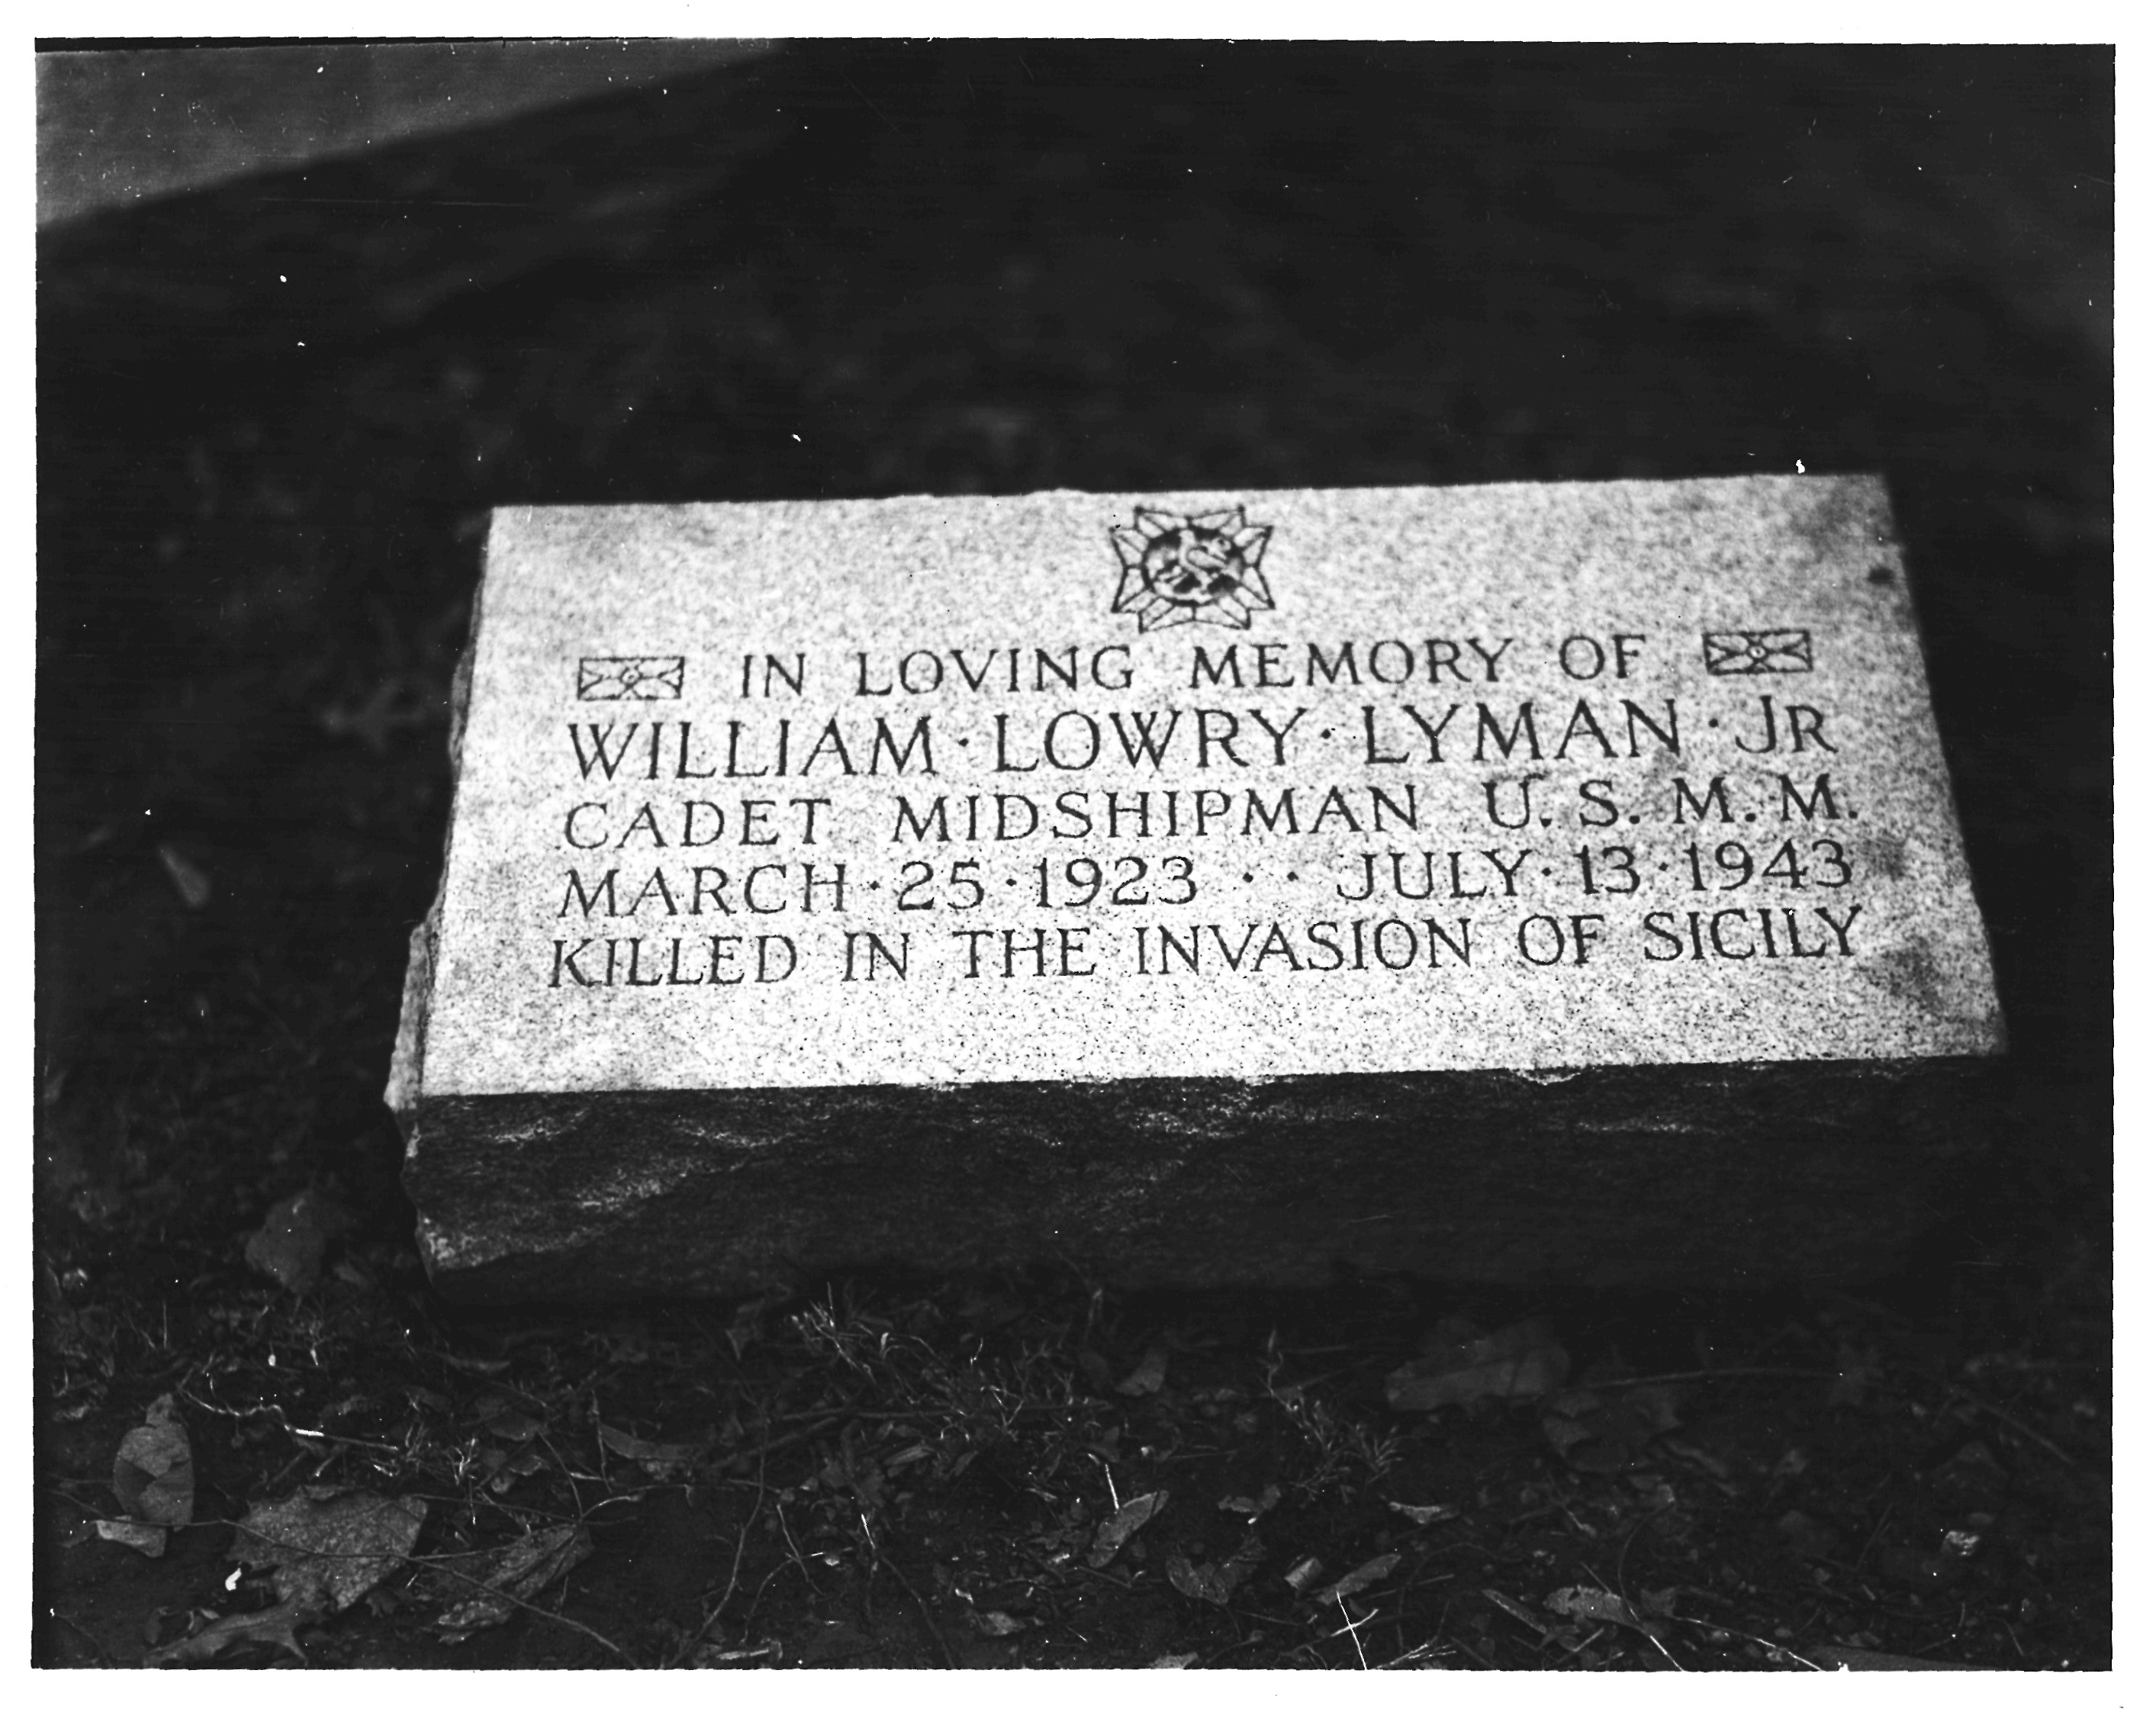 IN LOVING MEMORY OF
WILLIAM · LOWRY · LYMAN · JR
CADET MIDSHIPMAN U. S. M. M.
MARCH · 25 · 1923 · · JULY · 13 · 1943
KILLED IN THE INVASION OF SICILY